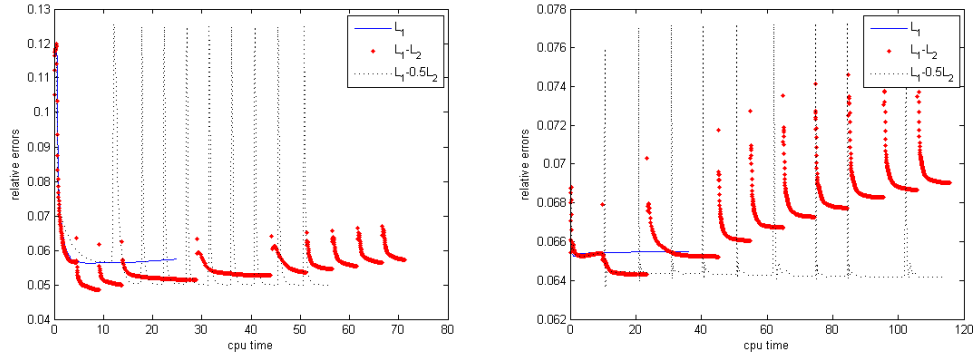 0.13
0.12
0.11
0.1
0.09
0.08
0.07
0.06
0.05
0.04
relative errors
0 10 20 30 40 50 60 70 80
cpu time
L₁
L₁-L₂
L₁-0.5L₂
0.078
0.076
0.074
0.072
0.07
0.068
0.066
0.064
0.062
relative errors
0 20 40 60 80 100 120
cpu time
L₁
L₁-L₂
L₁-0.5L₂